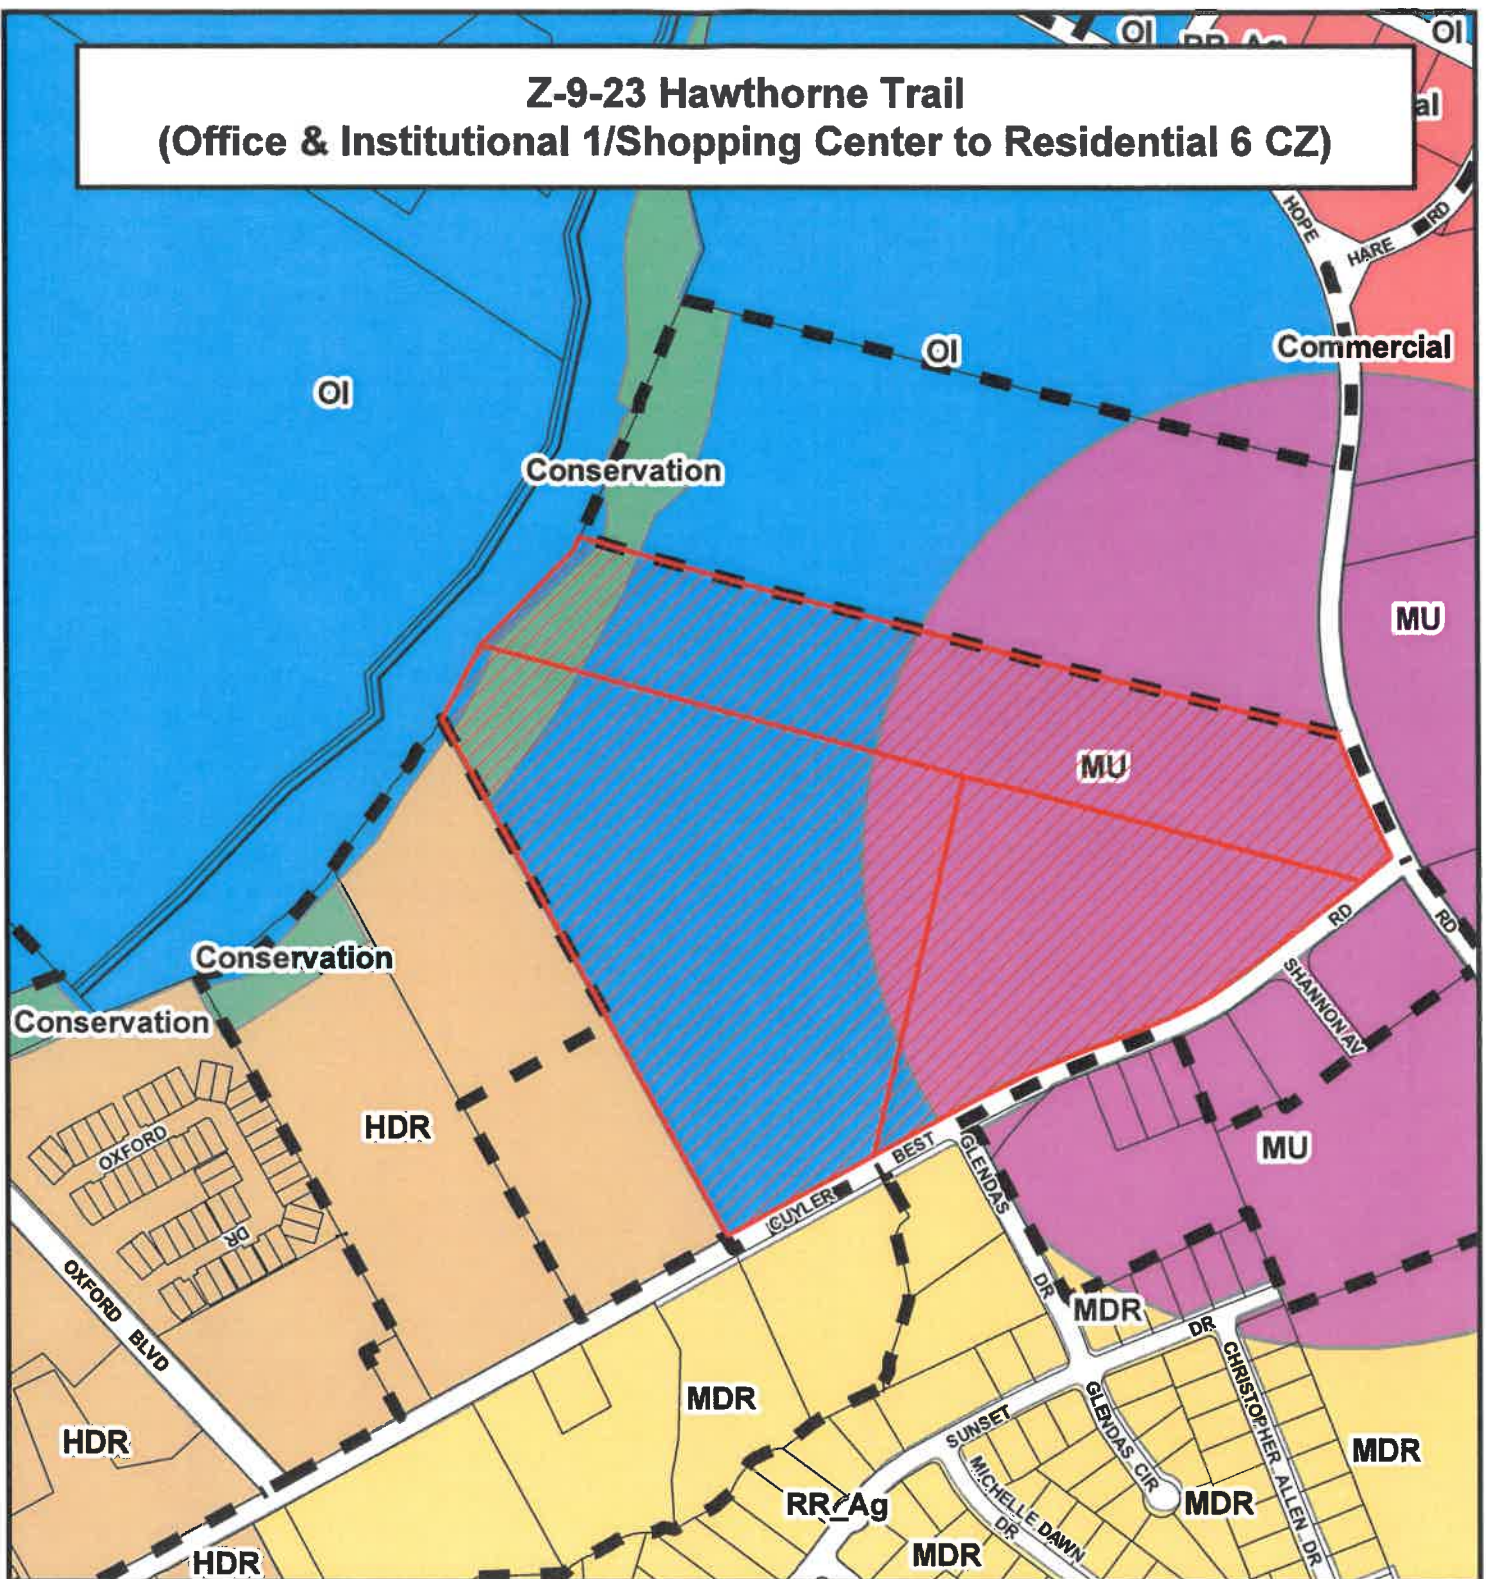 OI
RR_Ag
OI
Z-9-23 Hawthorne Trail
(Office & Institutional 1/Shopping Center to Residential 6 CZ)
al
HOPE
HARE RD
Commercial
OI
OI
Conservation
MU
MU
RD
RD
Conservation
SHANNON AV
Conservation
HDR
OXFORD
DR
BEST
CUYLER
GLENDAS
DR
MU
OXFORD BLVD
MDR
DR
MDR
CHRISTOPHER ALLEN DR
GLENDAS CIR
SUNSET
HDR
MDR
MICHELLE DAWN
DR
RR_Ag
MDR
MDR
HDR